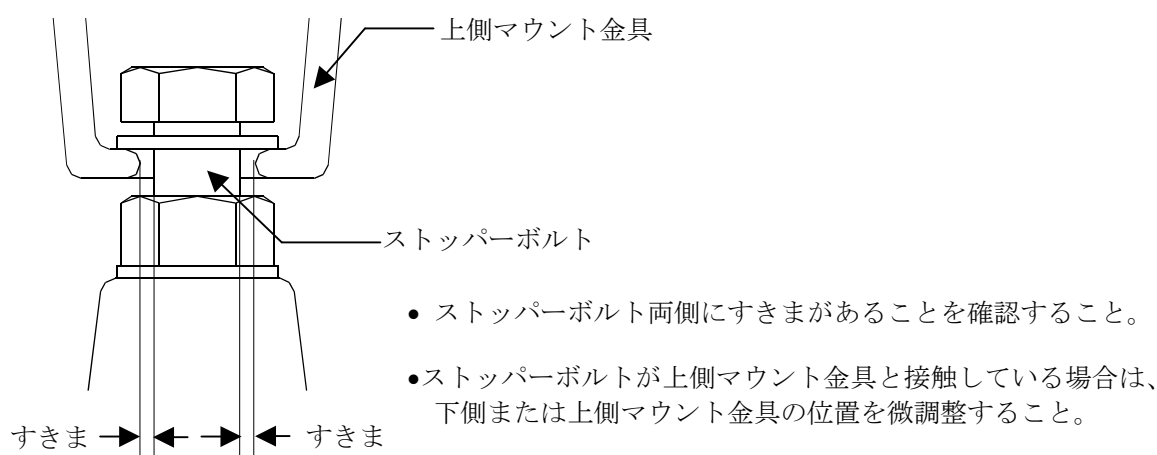 上側マウント金具
ストッパーボルト
• ストッパーボルト両側にすきまがあることを確認すること。
•ストッパーボルトが上側マウント金具と接触している場合は、
下側または上側マウント金具の位置を微調整すること。
すきま すきま